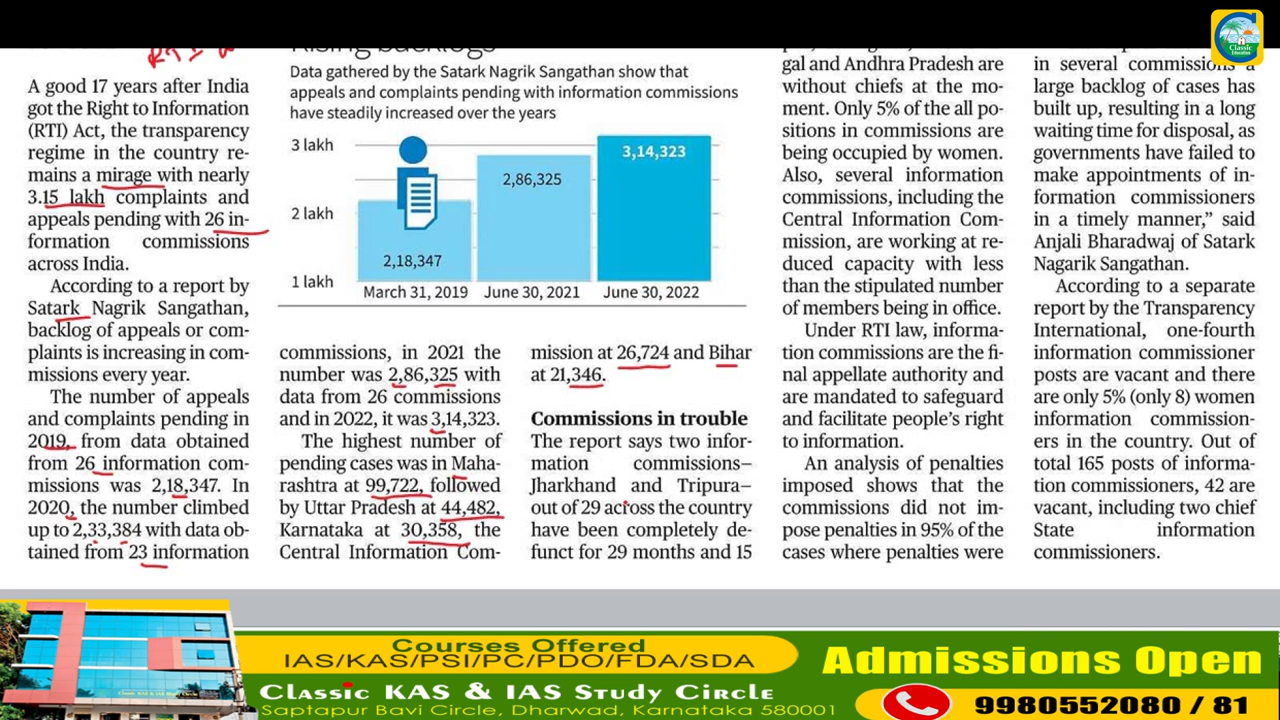 Rising backlogs
Data gathered by the Satark Nagrik Sangathan show that
appeals and complaints pending with information commissions
have steadily increased over the years
3 lakh
2 lakh
1 lakh
2,18,347
2,86,325
3,14,323
March 31, 2019
June 30, 2021
June 30, 2022
A good 17 years after India
got the Right to Information
(RTI) Act, the transparency
regime in the country re-
mains a mirage with nearly
3.15 lakh complaints and
appeals pending with 26 in-
formation commissions
across India.
According to a report by
Satark Nagrik Sangathan,
backlog of appeals or com-
plaints is increasing in com-
missions every year.
The number of appeals
and complaints pending in
2019, from data obtained
from 26 information com-
missions was 2,18,347. In
2020, the number climbed
up to 2,33,384 with data ob-
tained from 23 information
commissions, in 2021 the
number was 2,86,325 with
data from 26 commissions
and in 2022, it was 3,14,323.
The highest number of
pending cases was in Maha-
rashtra at 99,722, followed
by Uttar Pradesh at 44,482,
Karnataka at 30,358, the
Central Information Com-
mission at 26,724 and Bihar
at 21,346.
Commissions in trouble
The report says two infor-
mation commissions—
Jharkhand and Tripura—
out of 29 across the country
have been completely de-
funct for 29 months and 15
gal and Andhra Pradesh are
without chiefs at the mo-
ment. Only 5% of the all po-
sitions in commissions are
being occupied by women.
Also, several information
commissions, including the
Central Information Com-
mission, are working at re-
duced capacity with less
than the stipulated number
of members being in office.
Under RTI law, informa-
tion commissions are the fi-
nal appellate authority and
are mandated to safeguard
and facilitate people's right
to information.
An analysis of penalties
imposed shows that the
commissions did not im-
pose penalties in 95% of the
cases where penalties were
in several commissions a
large backlog of cases has
built up, resulting in a long
waiting time for disposal, as
governments have failed to
make appointments of in-
formation commissioners
in a timely manner,” said
Anjali Bharadwaj of Satark
Nagarik Sangathan.
According to a separate
report by the Transparency
International, one-fourth
information commissioner
posts are vacant and there
are only 5% (only 8) women
information commission-
ers in the country. Out of
total 165 posts of informa-
tion commissioners, 42 are
vacant, including two chief
State information
commissioners.
Classic
Education
Courses Offered
IAS/KAS/PSI/PC/PDO/FDA/SDA
Classic KAS & IAS Study Circle
Saptapur Bavi Circle, Dharwad, Karnataka 580001
Admissions Open
9980552080 / 81